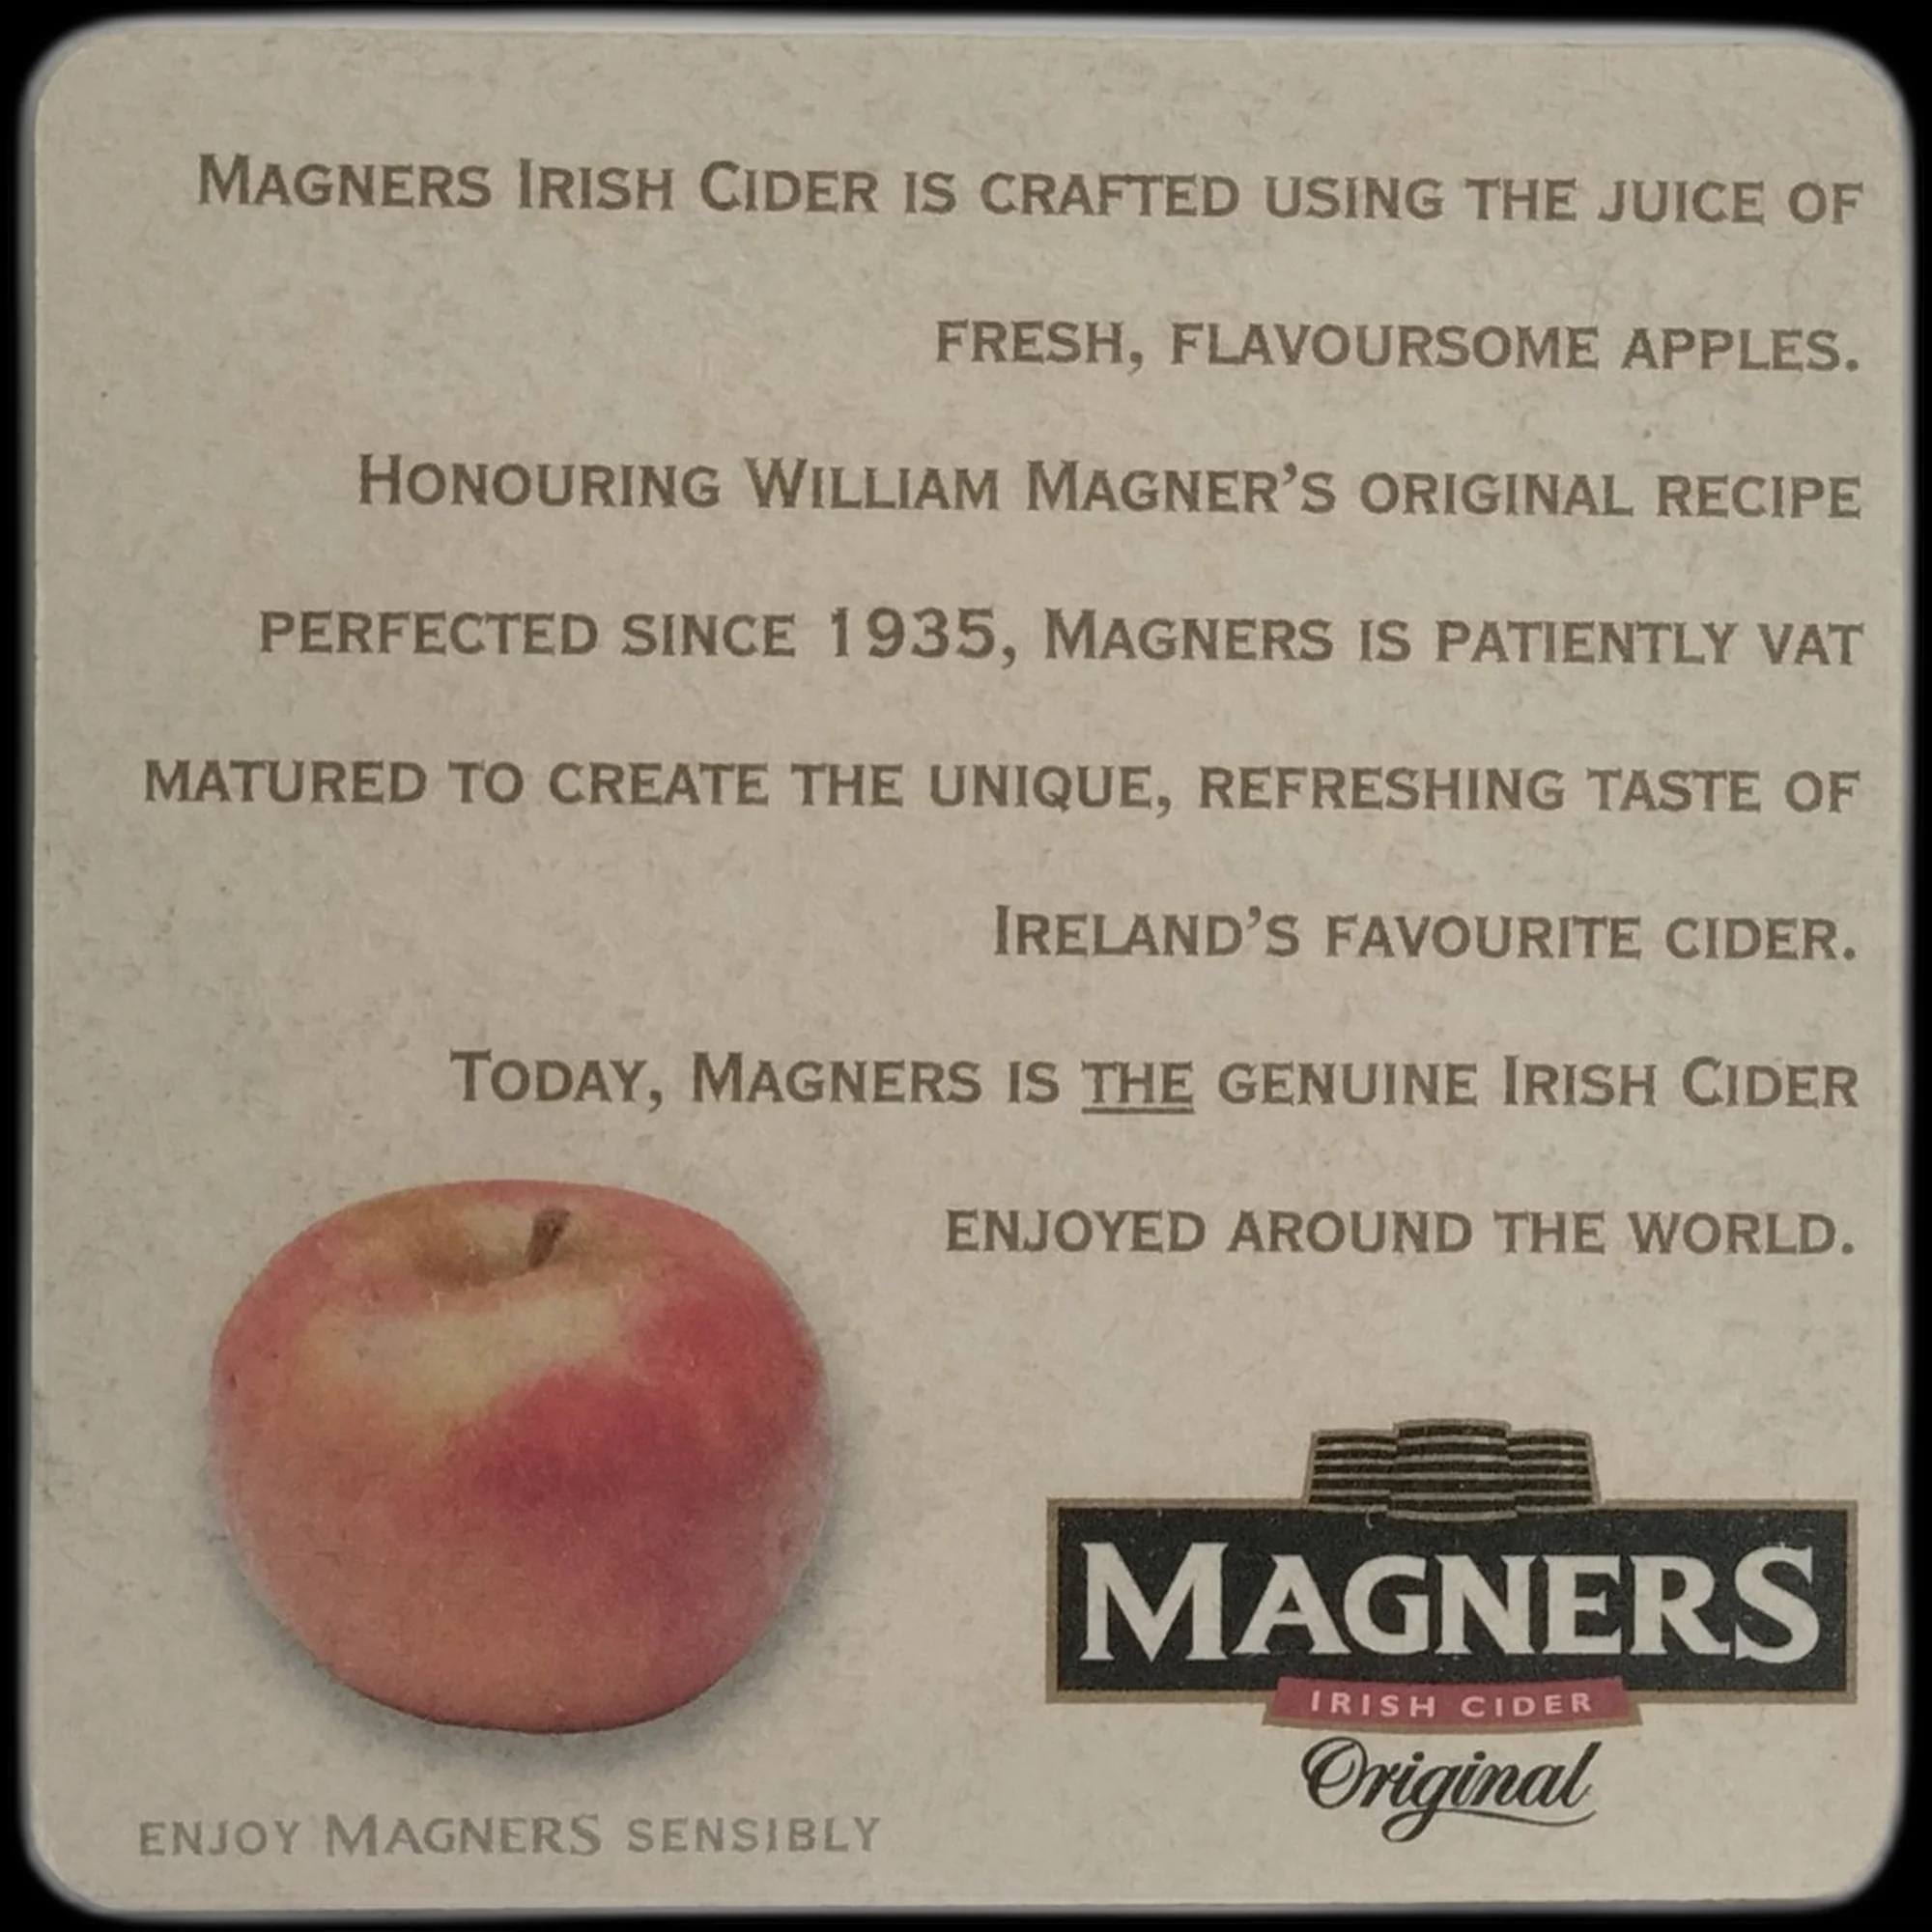 Magners Irish Cider is crafted using the juice of
fresh, flavoursome apples.
Honouring William Magner's original recipe
perfected since 1935, Magners is patiently vat
matured to create the unique, refreshing taste of
Ireland's favourite cider.
Today, Magners is the genuine Irish Cider
enjoyed around the world.
MAGNERS
IRISH CIDER
Original
ENJOY MAGNERS SENSIBLY